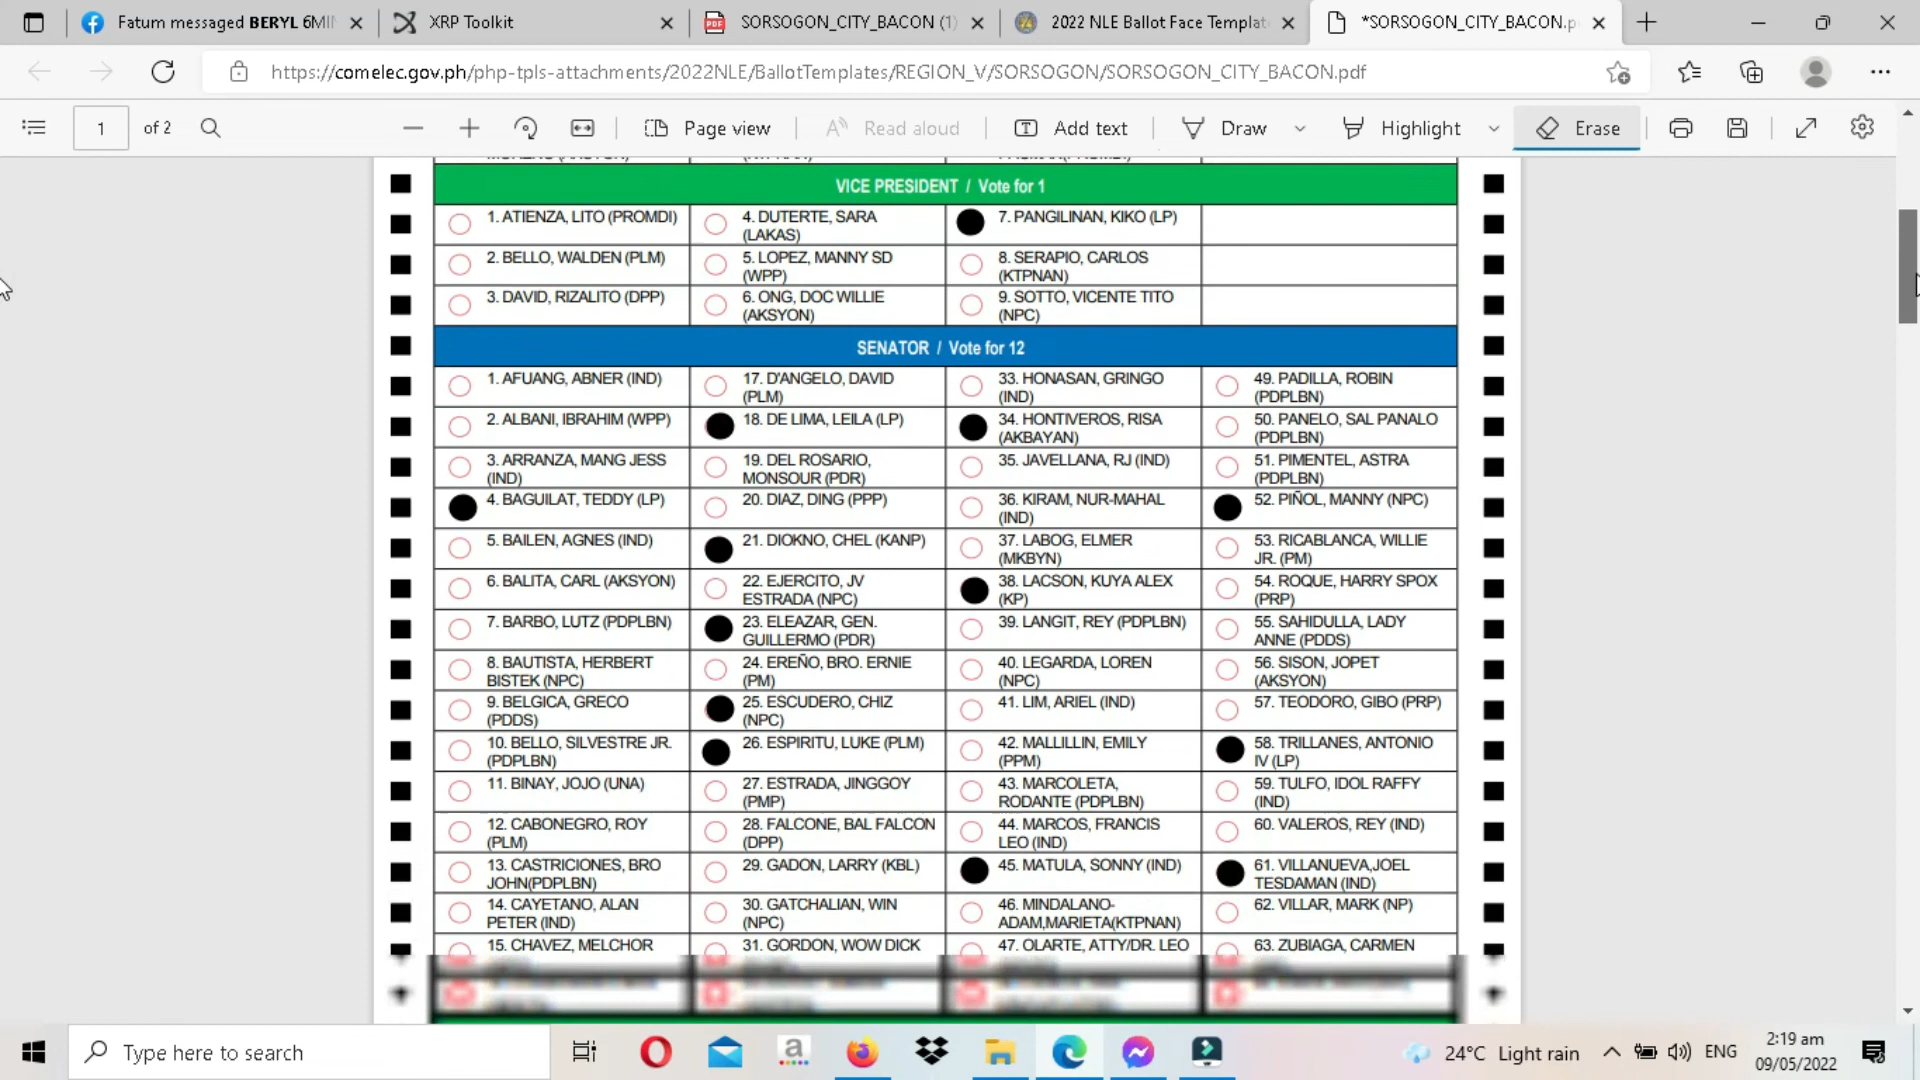 Fatum messaged BERYL 6MI
XRP Toolkit
SORSOGON_CITY_BACON (1)
2022 NLE Ballot Face Templat
*SORSOGON_CITY_BACON.p
https://comelec.gov.ph/php-tpls-attachments/2022NLE/BallotTemplates/REGION_V/SORSOGON/SORSOGON_CITY_BACON.pdf
1 of 2
Page view
Read aloud
Add text
Draw
Highlight
Erase
VICE PRESIDENT / Vote for 1
1. ATIENZA, LITO (PROMDI)
2. BELLO, WALDEN (PLM)
3. DAVID, RIZALITO (DPP)
4. DUTERTE, SARA
(LAKAS)
5. LOPEZ, MANNY SD
(WPP)
6. ONG, DOC WILLIE
(AKSYON)
7. PANGILINAN, KIKO (LP)
8. SERAPIO, CARLOS
(KTPNAN)
9. SOTTO, VICENTE TITO
(NPC)
SENATOR / Vote for 12
1. AFUANG, ABNER (IND)
2. ALBANI, IBRAHIM (WPP)
3. ARRANZA, MANG JESS
(IND)
4. BAGUILAT, TEDDY (LP)
5. BAILEN, AGNES (IND)
6. BALITA, CARL (AKSYON)
7. BARBO, LUTZ (PDPLBN)
8. BAUTISTA, HERBERT
BISTEK (NPC)
9. BELGICA, GRECO
(PDDS)
10. BELLO, SILVESTRE JR.
(PDPLBN)
11. BINAY, JOJO (UNA)
12. CABONEGRO, ROY
(PLM)
13. CASTRICIONES, BRO
JOHN(PDPLBN)
14. CAYETANO, ALAN
PETER (IND)
15. CHAVEZ, MELCHOR
17. D'ANGELO, DAVID
(PLM)
18. DE LIMA, LEILA (LP)
19. DEL ROSARIO,
MONSOUR (PDR)
20. DIAZ, DING (PPP)
21. DIOKNO, CHEL (KANP)
22. EJERCITO, JV
ESTRADA (NPC)
23. ELEAZAR, GEN.
GUILLERMO (PDR)
24. EREÑO, BRO. ERNIE
(PM)
25. ESCUDERO, CHIZ
(NPC)
26. ESPIRITU, LUKE (PLM)
27. ESTRADA, JINGGOY
(PMP)
28. FALCONE, BAL FALCON
(DPP)
29. GADON, LARRY (KBL)
30. GATCHALIAN, WIN
(NPC)
31. GORDON, WOW DICK
33. HONASAN, GRINGO
(IND)
34. HONTIVEROS, RISA
(AKBAYAN)
35. JAVELLANA, RJ (IND)
36. KIRAM, NUR-MAHAL
(IND)
37. LABOG, ELMER
(MKBYN)
38. LACSON, KUYA ALEX
(KP)
39. LANGIT, REY (PDPLBN)
40. LEGARDA, LOREN
(NPC)
41. LIM, ARIEL (IND)
42. MALLILLIN, EMILY
(PPM)
43. MARCOLETA,
RODANTE (PDPLBN)
44. MARCOS, FRANCIS
LEO (IND)
45. MATULA, SONNY (IND)
46. MINDALANO-
ADAM,MARIETA(KTPNAN)
47. OLARTE, ATTY/DR. LEO
49. PADILLA, ROBIN
(PDPLBN)
50. PANELO, SAL PANALO
(PDPLBN)
51. PIMENTEL, ASTRA
(PDPLBN)
52. PIÑOL, MANNY (NPC)
53. RICABLANCA, WILLIE
JR. (PM)
54. ROQUE, HARRY SPOX
(PRP)
55. SAHIDULLA, LADY
ANNE (PDDS)
56. SISON, JOPET
(AKSYON)
57. TEODORO, GIBO (PRP)
58. TRILLANES, ANTONIO
IV (LP)
59. TULFO, IDOL RAFFY
(IND)
60. VALEROS, REY (IND)
61. VILLANUEVA,JOEL
TESDAMAN (IND)
62. VILLAR, MARK (NP)
63. ZUBIAGA, CARMEN
Type here to search
24°C Light rain
ENG
2:19 am
09/05/2022